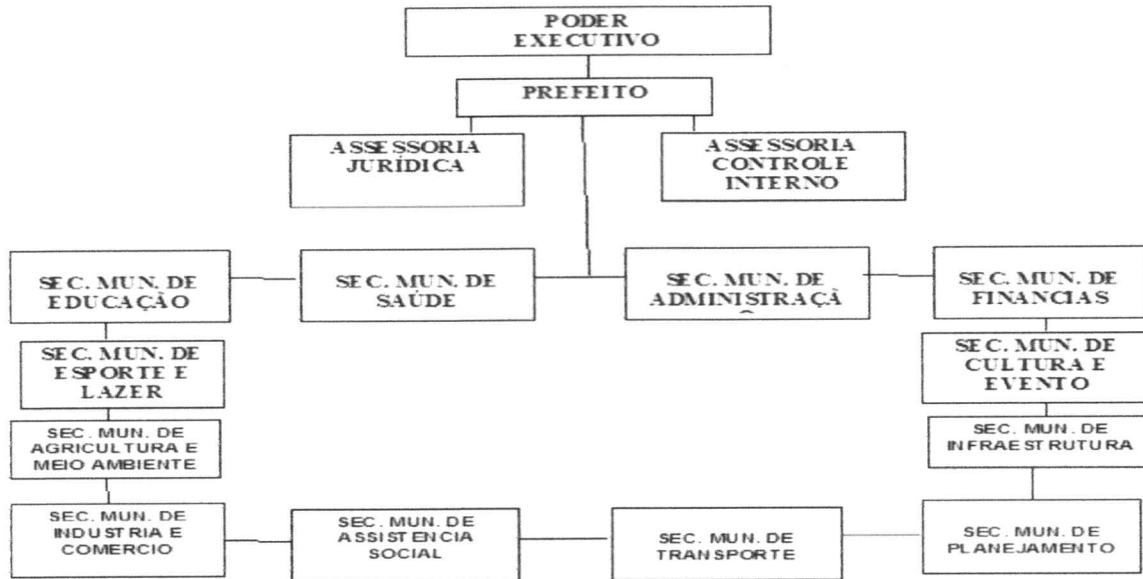 PODER
EXECUTIVO
PREFEITO
ASSESSORIA
JURÍDICA
ASSESSORIA
CONTROLE
INTERNO
SEC. MUN. DE
EDUCAÇÃO
SEC. MUN. DE
SAÚDE
SEC. MUN. DE
ADMINISTRAÇÃ
SEC. MUN. DE
FINANCIAS
SEC. MUN. DE
ESPORTE E
LAZER
SEC. MUN. DE
CULTURA E
EVENTO
SEC. MUN. DE
AGRICULTURA E
MEIO AMBIENTE
SEC. MUN. DE
INFRAESTRUTURA
SEC. MUN. DE
INDUSTRIA E
COMERCIO
SEC. MUN. DE
ASSISTENCIA
SOCIAL
SEC. MUN. DE
TRANSPORTE
SEC. MUN. DE
PLANEJAMENTO